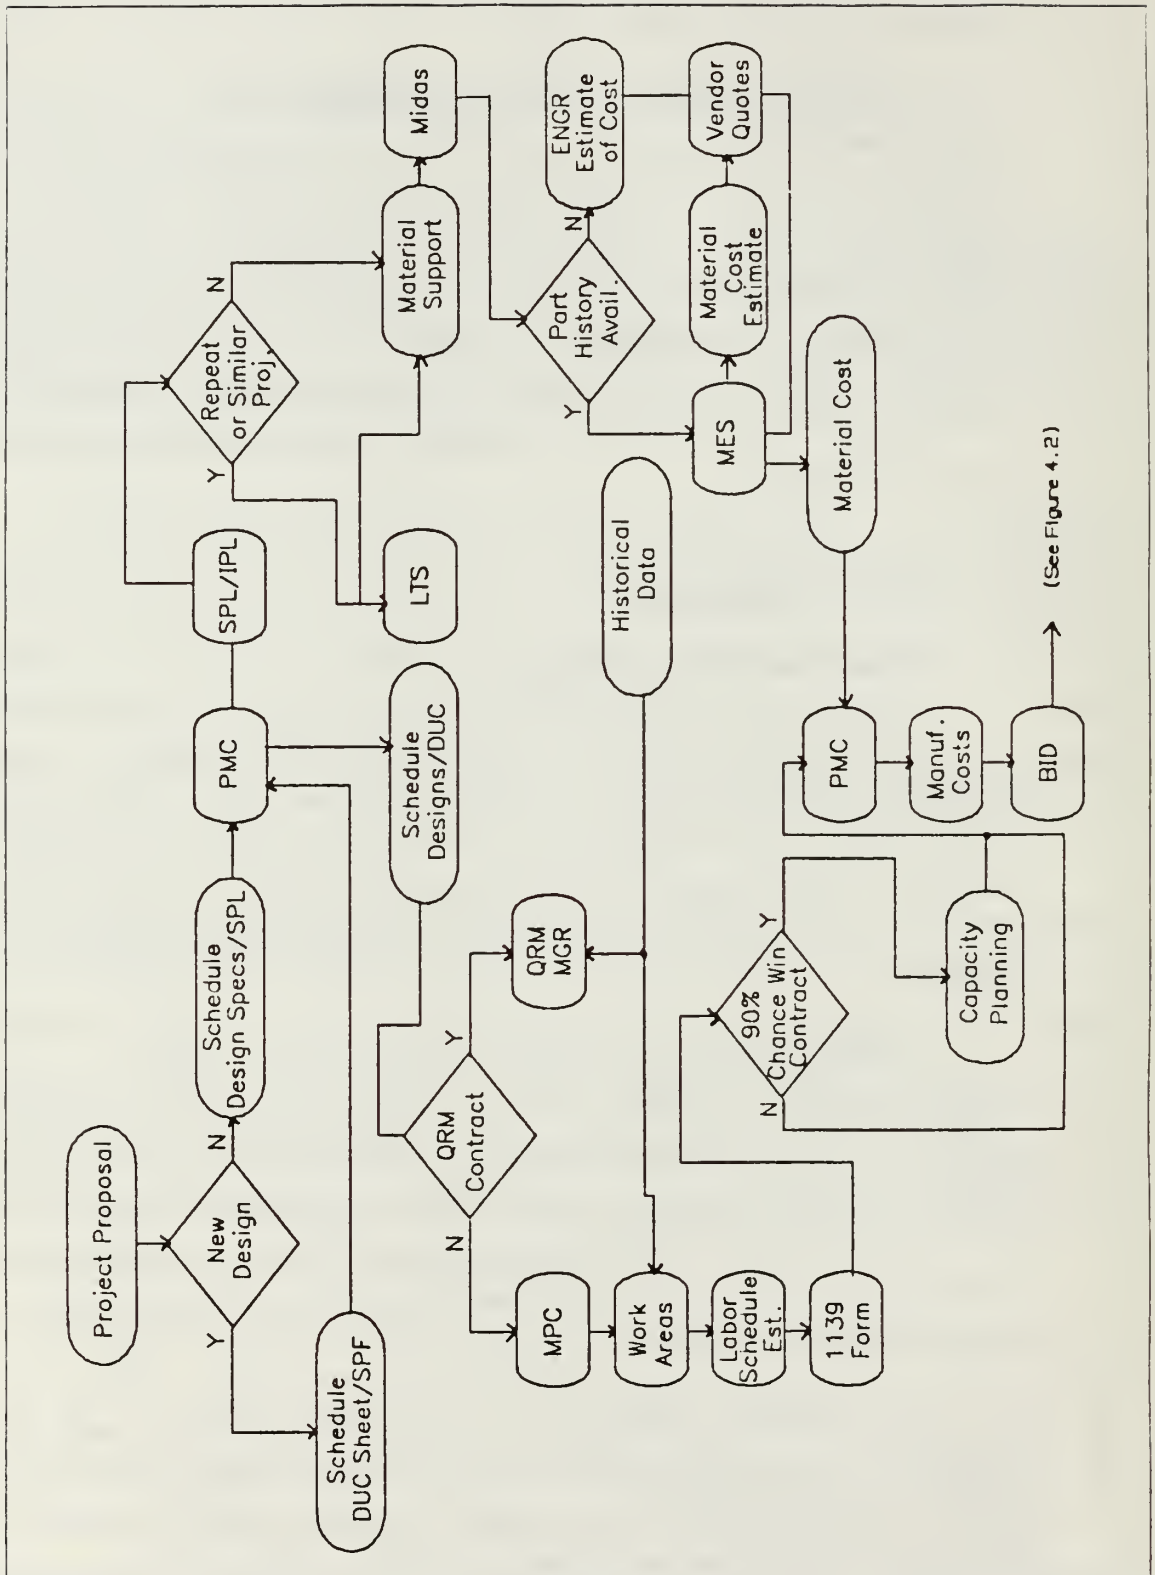 Project Proposal
New
Design
Y
N
Schedule
DUC Sheet/SPF
Schedule
Design Specs/SPL
PMC
SPL/IPL
Repeat
or Similar
Proj.
Y
N
LTS
Material
Support
Midas
Schedule
Designs/DUC
QRM
Contract
N
Y
QRM
MGR
MPC
Work
Areas
Labor
Schedule
Est.
1139
Form
Historical
Data
Part
History
Avail.
Y
N
ENGR
Estimate
of Cost
MES
Material
Cost
Estimate
Vendor
Quotes
Material Cost
90%
Chance Win
Contract
N
Y
Capacity
Planning
PMC
Manuf.
Costs
BID
(See Figure 4.2)